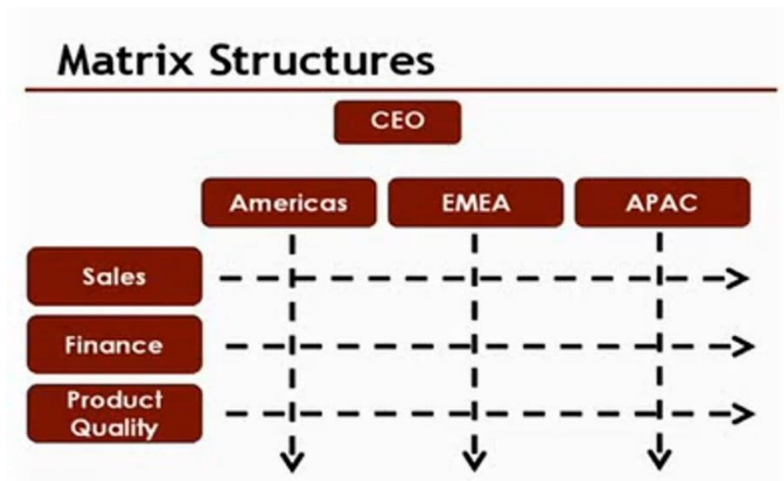 Matrix Structures
CEO
Americas
EMEA
APAC
Sales
Finance
Product
Quality